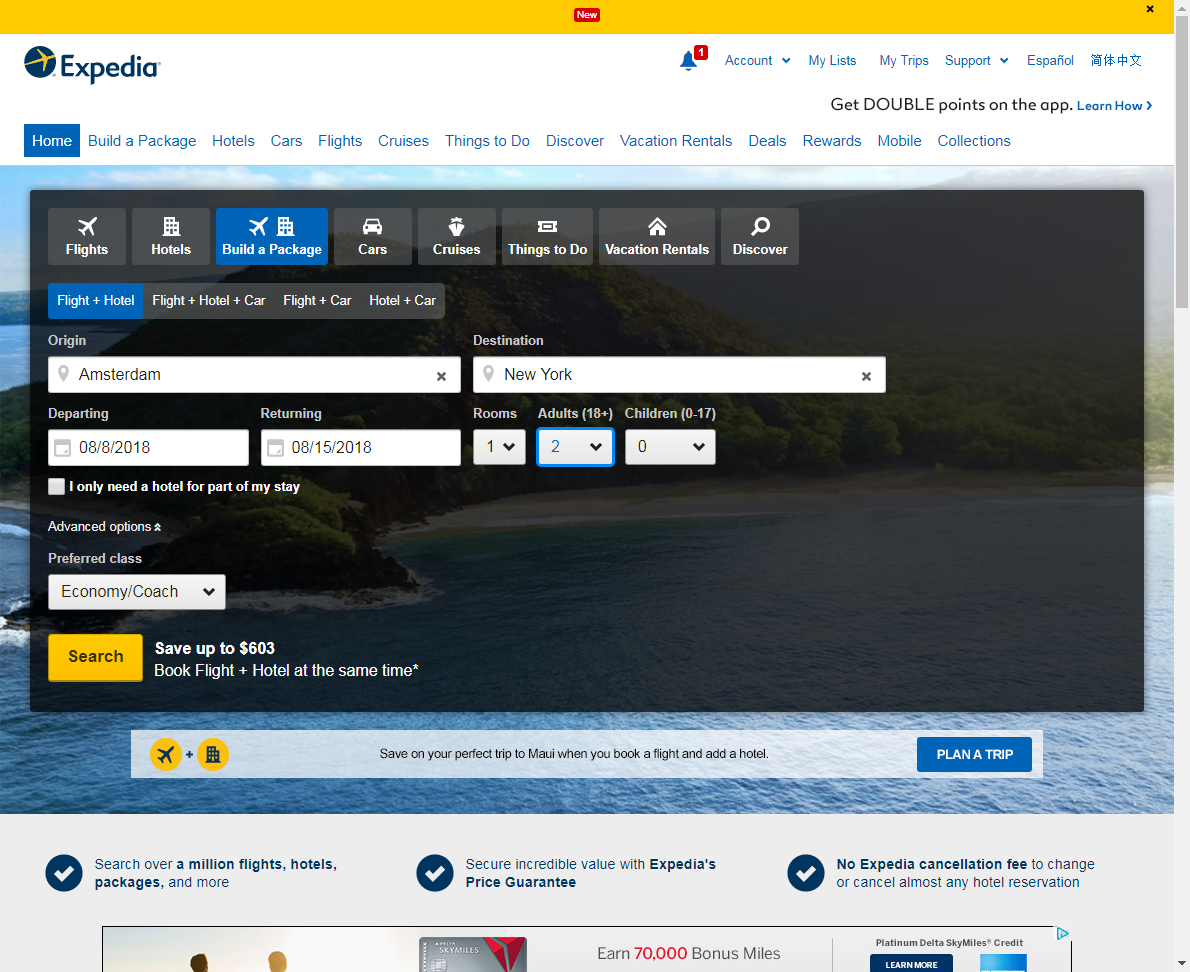 New
Expedia
1
Account
My Lists
My Trips
Support
Español
简体中文
Get DOUBLE points on the app. Learn How
Home
Build a Package
Hotels
Cars
Flights
Cruises
Things to Do
Discover
Vacation Rentals
Deals
Rewards
Mobile
Collections
Flights
Hotels
Build a Package
Cars
Cruises
Things to Do
Vacation Rentals
Discover
Flight + Hotel
Flight + Hotel + Car
Flight + Car
Hotel + Car
Origin
Destination
Amsterdam
New York
Departing
Returning
Rooms
Adults (18+)
Children (0-17)
08/8/2018
08/15/2018
1
2
0
I only need a hotel for part of my stay
Advanced options
Preferred class
Economy/Coach
Search
Save up to $603
Book Flight + Hotel at the same time*
+
Save on your perfect trip to Maui when you book a flight and add a hotel.
PLAN A TRIP
Search over a million flights, hotels,
packages, and more
Secure incredible value with Expedia's
Price Guarantee
No Expedia cancellation fee to change
or cancel almost any hotel reservation
DELTA
SKYMILES
Earn 70,000 Bonus Miles
Platinum Delta SkyMiles® Credit
LEARN MORE